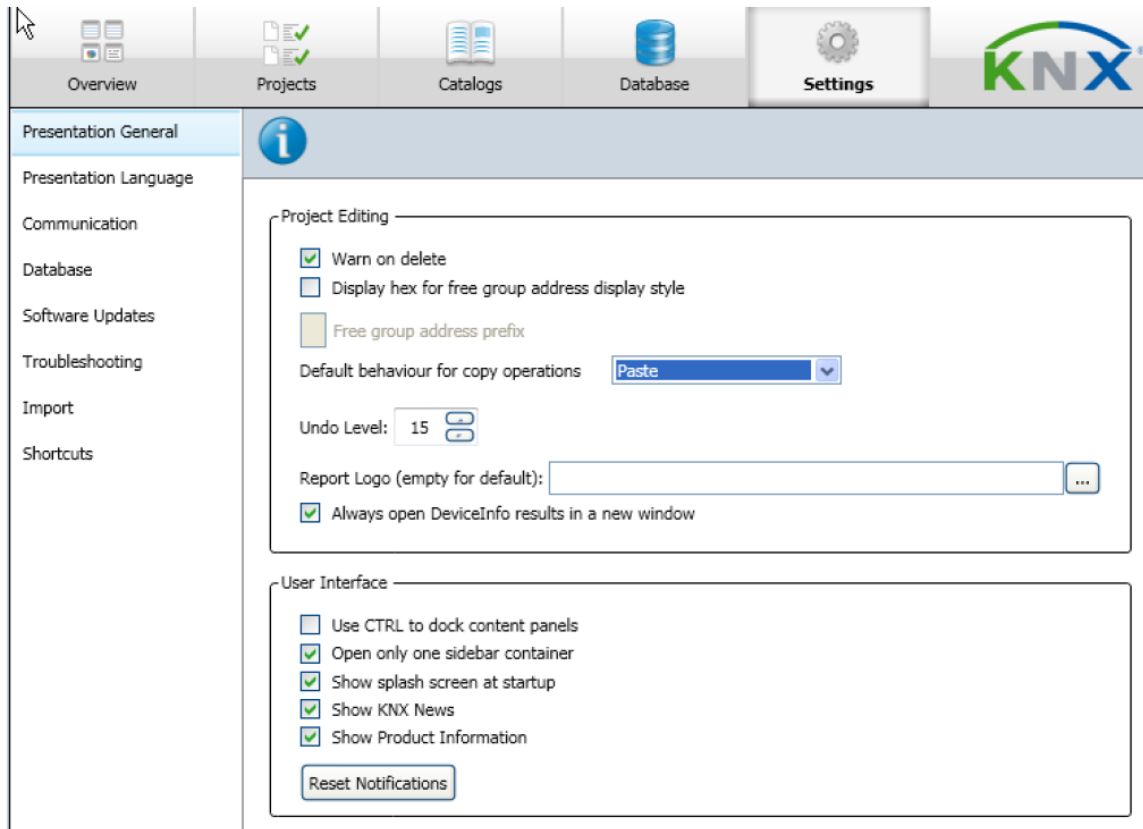 Overview
Projects
Catalogs
Database
Settings
KNX®
Presentation General
Presentation Language
Communication
Database
Software Updates
Troubleshooting
Import
Shortcuts
i
Project Editing
Warn on delete
Display hex for free group address display style
Free group address prefix
Default behaviour for copy operations Paste
Undo Level: 15
Report Logo (empty for default): ...
Always open DeviceInfo results in a new window
User Interface
Use CTRL to dock content panels
Open only one sidebar container
Show splash screen at startup
Show KNX News
Show Product Information
Reset Notifications